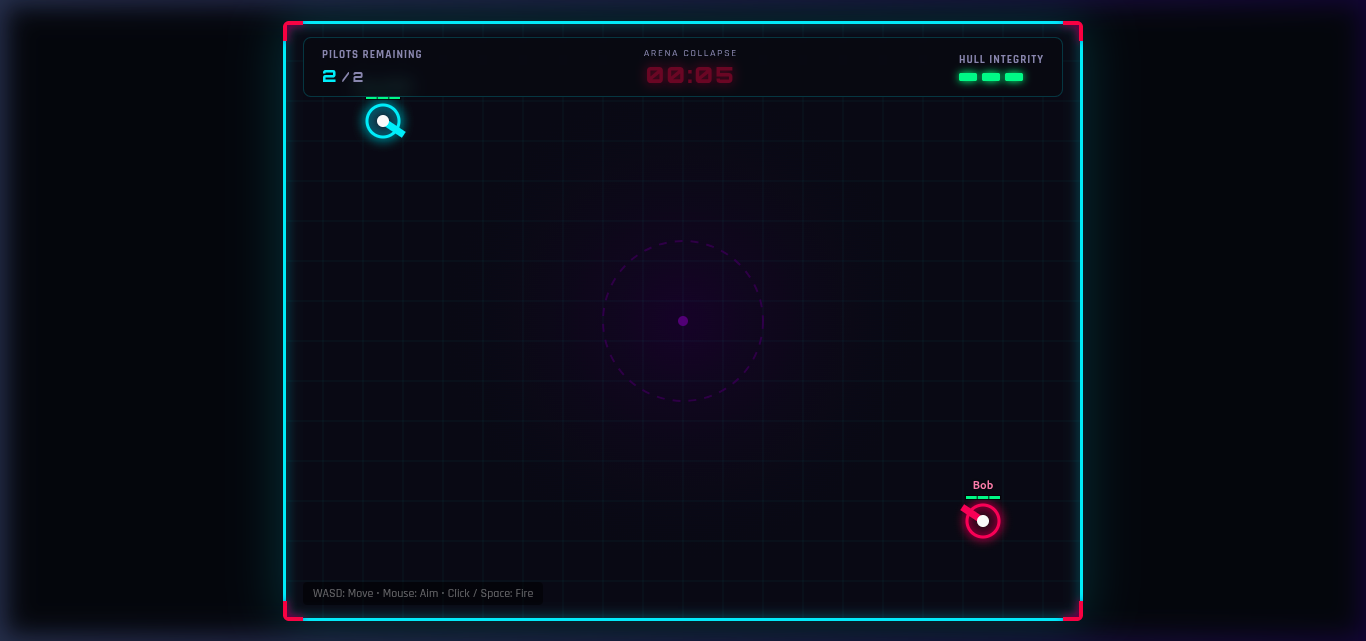 PILOTS REMAINING
2 / 2
ARENA COLLAPSE
00:05
HULL INTEGRITY
Bob
WASD: Move • Mouse: Aim • Click / Space: Fire